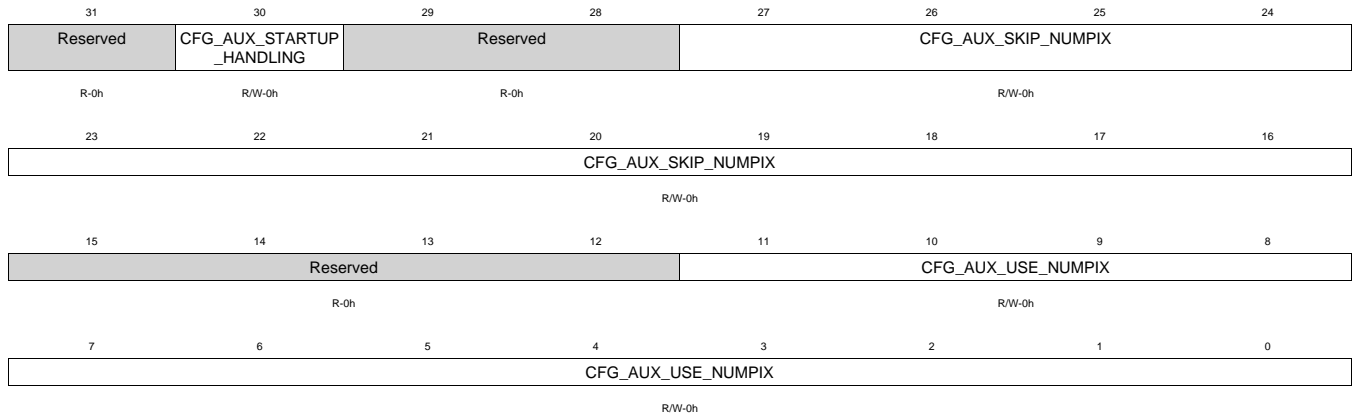 31 30 29 28 27 26 25 24
Reserved CFG_AUX_STARTUP Reserved CFG_AUX_SKIP_NUMPIX
_HANDLING
R-0h R/W-0h R-0h R/W-0h
23 22 21 20 19 18 17 16
CFG_AUX_SKIP_NUMPIX
R/W-0h
15 14 13 12 11 10 9 8
Reserved CFG_AUX_USE_NUMPIX
R-0h R/W-0h
7 6 5 4 3 2 1 0
CFG_AUX_USE_NUMPIX
R/W-0h